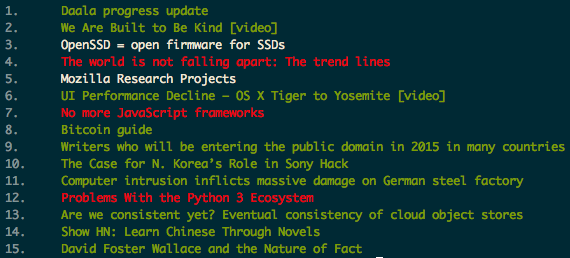 1. Daala progress update
2. We Are Built to Be Kind [video]
3. OpenSSD = open firmware for SSDs
4. The world is not falling apart: The trend lines
5. Mozilla Research Projects
6. UI Performance Decline – OS X Tiger to Yosemite [video]
7. No more JavaScript frameworks
8. Bitcoin guide
9. Writers who will be entering the public domain in 2015 in many countries
10. The Case for N. Korea’s Role in Sony Hack
11. Computer intrusion inflicts massive damage on German steel factory
12. Problems With the Python 3 Ecosystem
13. Are we consistent yet? Eventual consistency of cloud object stores
14. Show HN: Learn Chinese Through Novels
15. David Foster Wallace and the Nature of Fact